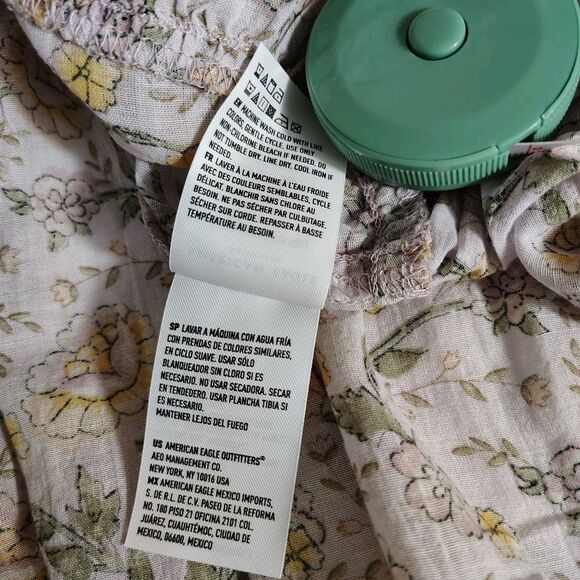 EN MACHINE WASH COLD WITH LIKE
COLORS, GENTLE CYCLE. USE ONLY
NON-CHLORINE BLEACH IF NEEDED. DO
NOT TUMBLE DRY. LINE DRY. COOL IRON IF
NEEDED.
FR LAVER À LA MACHINE À L'EAU FROIDE
AVEC DES COULEURS SEMBLABLES, CYCLE
DÉLICAT. BLANCHIR SANS CHLORE AU
BESOIN. NE PAS SÉCHER PAR CULBUTAGE.
SÉCHER SUR CORDE. REPASSER À BASSE
TEMPÉRATURE AU BESOIN.
SP LAVAR A MÁQUINA CON AGUA FRÍA
CON PRENDAS DE COLORES SIMILARES,
EN CICLO SUAVE. USAR SÓLO
BLANQUEADOR SIN CLORO SI ES
NECESARIO. NO USAR SECADORA. SECAR
EN TENDEDERO. USAR PLANCHA TIBIA SI
ES NECESARIO.
MANTENER LEJOS DEL FUEGO
US AMERICAN EAGLE OUTFITTERS®
AEO MANAGEMENT CO.
NEW YORK, NY 10016 USA
MX AMERICAN EAGLE MEXICO IMPORTS,
S. DE R.L. DE C.V. PASEO DE LA REFORMA
NO. 180 PISO 21 OFICINA 2101 COL.
JUÁREZ, CUAUHTÉMOC, CIUDAD DE
MÉXICO, 06600, MEXICO